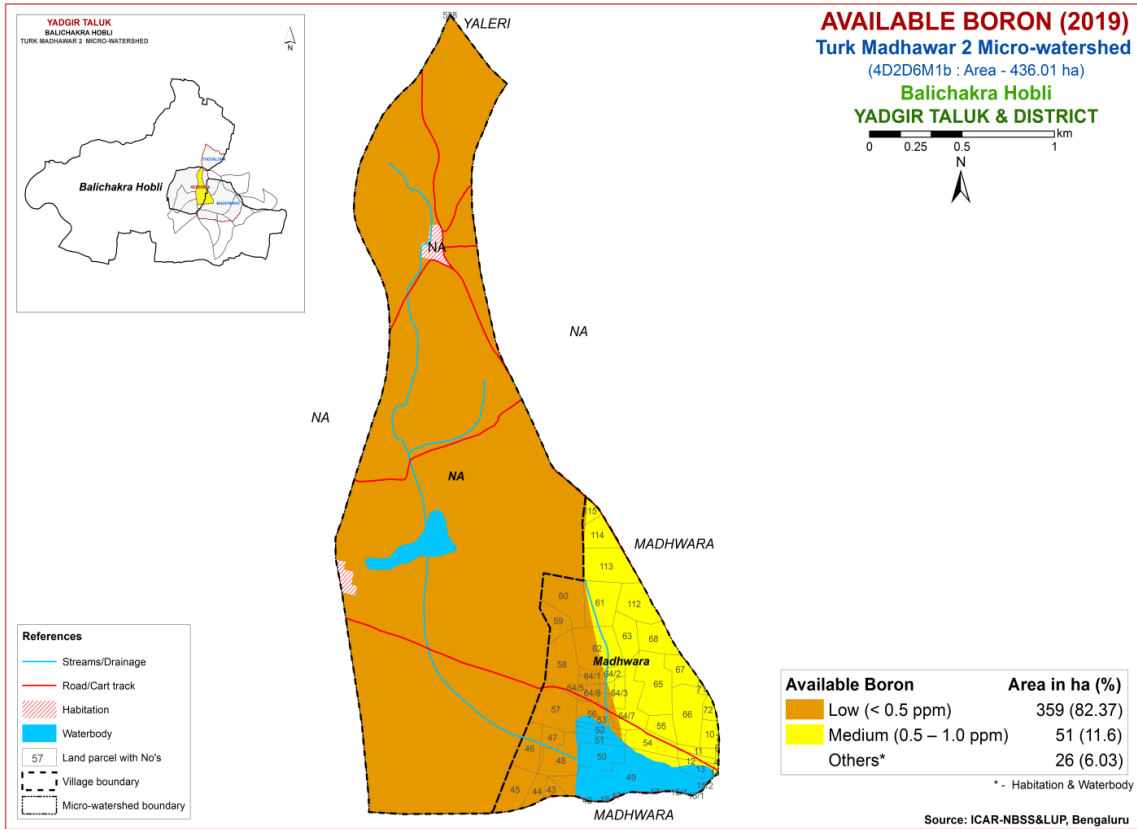 YADGIR TALUK
BALICHAKRA HOBLI
TURK MADHAWAR 2 MICRO-WATERSHED
N
Balichakra Hobli
AVAILABLE BORON (2019)
Turk Madhawar 2 Micro-watershed
(4D2D6M1b : Area - 436.01 ha)
Balichakra Hobli
YADGIR TALUK & DISTRICT
km
0 0.25 0.5 1
N
YALERI
NA
NA
NA
NA
MADHWARA
115
114
113
60
61
112
59
63
68
62
Madhwara
58
64/1
64/2
67
64/5
64/6
64/3
65
57
56
64/7
66
72
53
55
10
52
51
54
47
46
50
48
11
12
13
49
45
44
43
MADHWARA
References
Streams/Drainage
Road/Cart track
Habitation
Waterbody
57 Land parcel with No's
Village boundary
Micro-watershed boundary
Available Boron Area in ha (%)
Low (< 0.5 ppm) 359 (82.37)
Medium (0.5 – 1.0 ppm) 51 (11.6)
Others* 26 (6.03)
* - Habitation & Waterbody
Source: ICAR-NBSS&LUP, Bengaluru